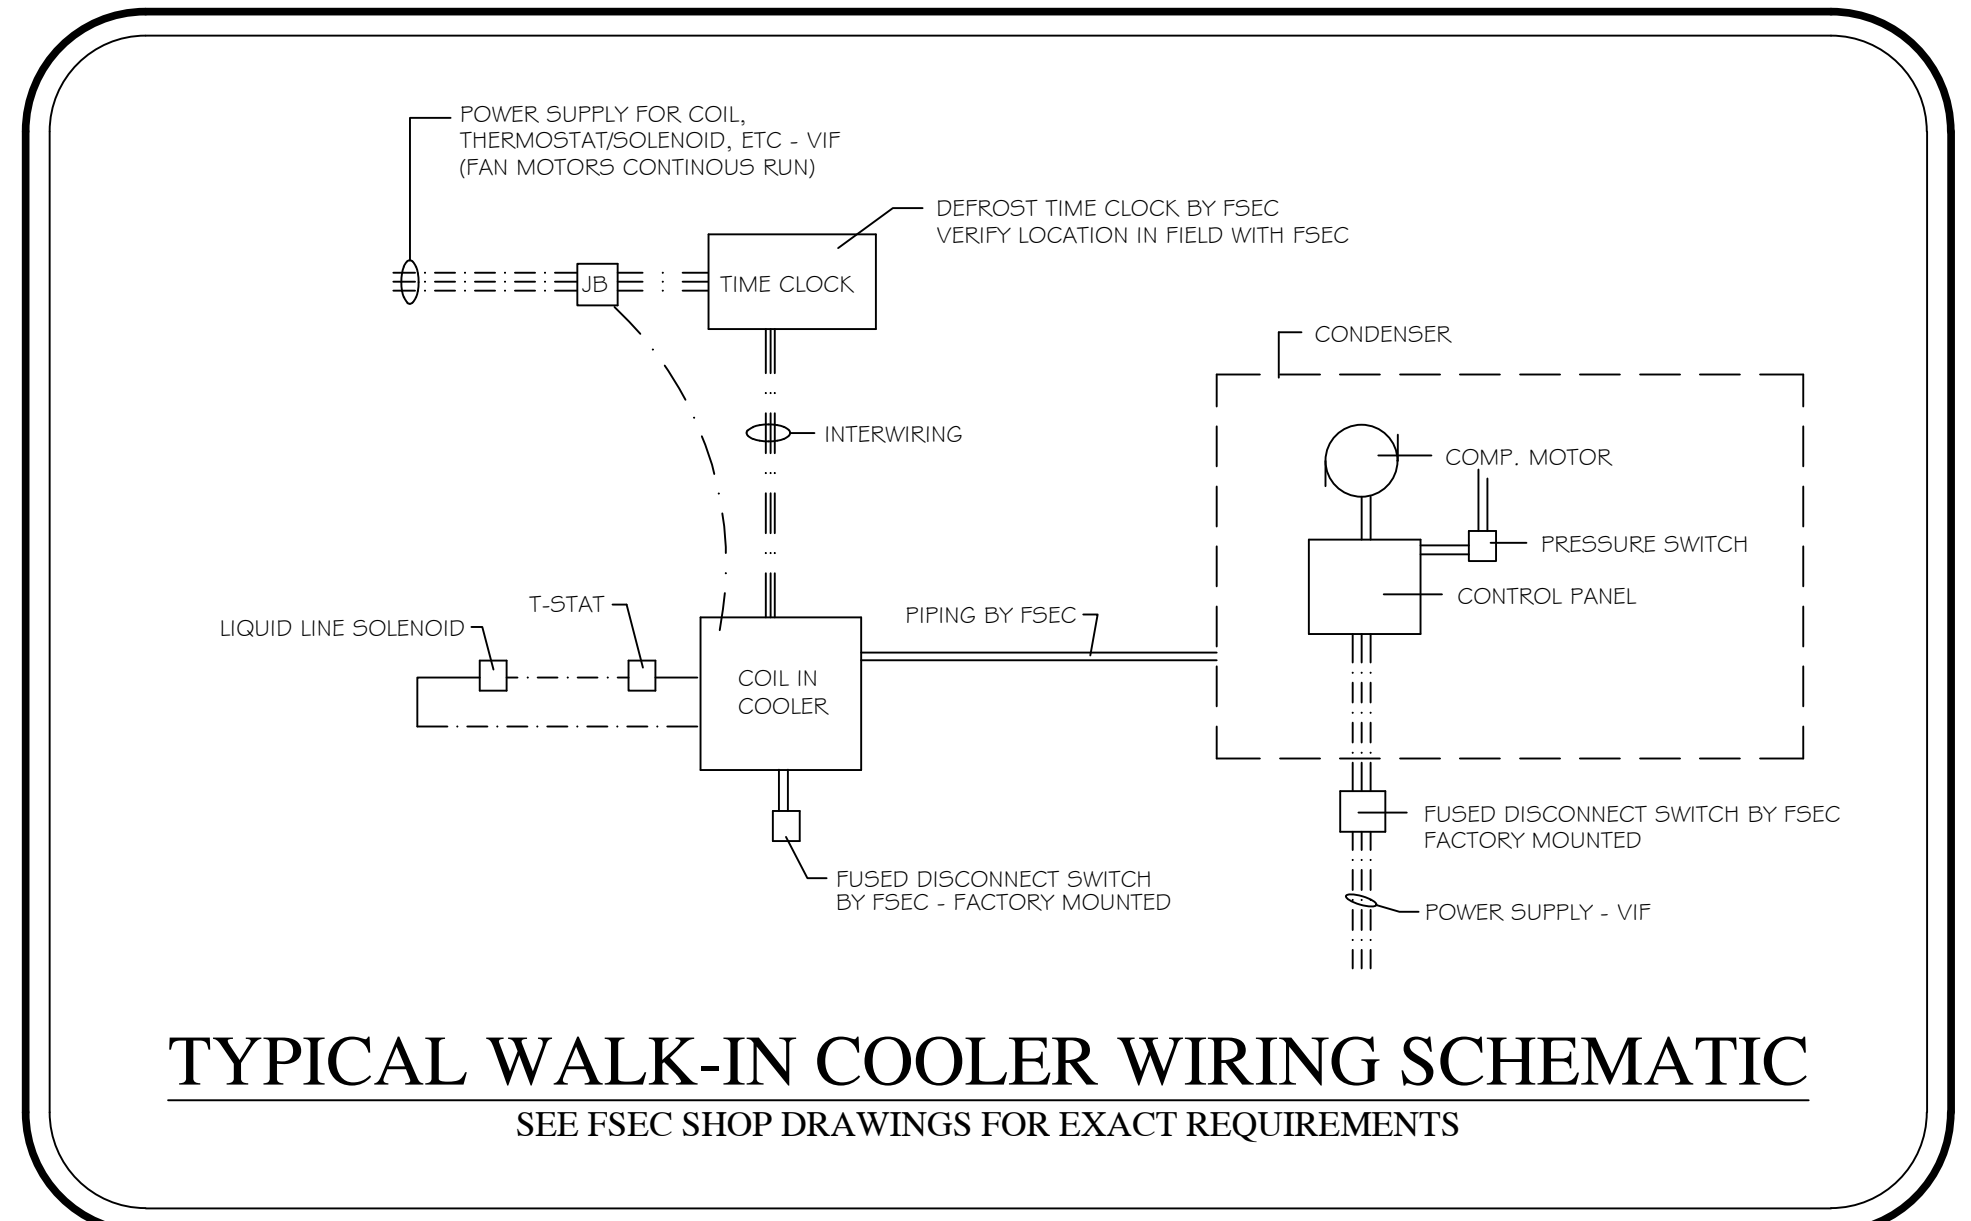 POWER SUPPLY FOR COIL,
THERMOSTAT/SOLENOID, ETC - VIF
(FAN MOTORS CONTINOUS RUN)
DEFROST TIME CLOCK BY FSEC
VERIFY LOCATION IN FIELD WITH FSEC
JB
TIME CLOCK
CONDENSER
INTERWIRING
COMP. MOTOR
PRESSURE SWITCH
CONTROL PANEL
T-STAT
LIQUID LINE SOLENOID
PIPING BY FSEC
COIL IN
COOLER
FUSED DISCONNECT SWITCH BY FSEC
FACTORY MOUNTED
FUSED DISCONNECT SWITCH
BY FSEC - FACTORY MOUNTED
POWER SUPPLY - VIF
TYPICAL WALK-IN COOLER WIRING SCHEMATIC
SEE FSEC SHOP DRAWINGS FOR EXACT REQUIREMENTS